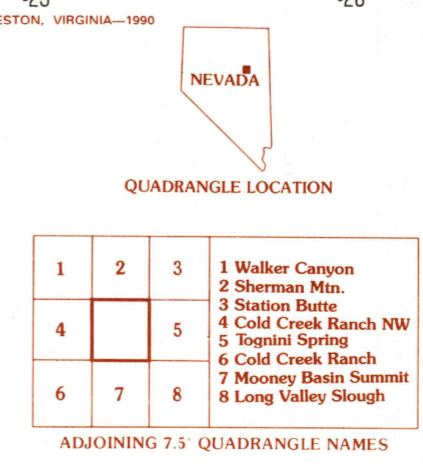 ESTON, VIRGINIA—1990
NEVADA
QUADRANGLE LOCATION
1 2 3
4 5
6 7 8
1 Walker Canyon
2 Sherman Mtn.
3 Station Butte
4 Cold Creek Ranch NW
5 Tognini Spring
6 Cold Creek Ranch
7 Mooney Basin Summit
8 Long Valley Slough
ADJOINING 7.5' QUADRANGLE NAMES